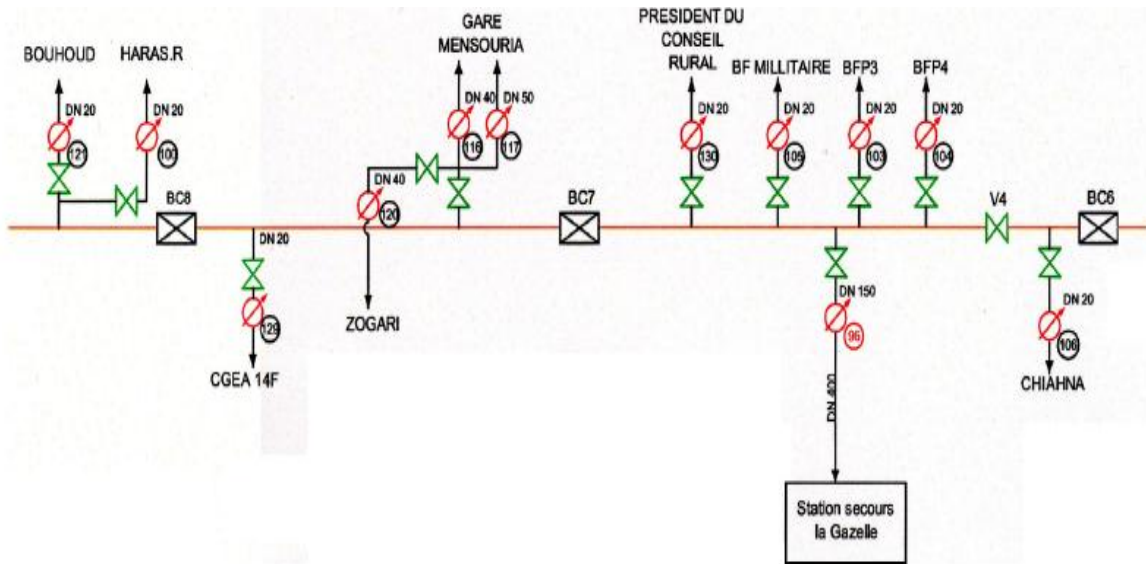 BOUHOUD
HARAS.R
GARE
MENSOURIA
PRESIDENT DU
CONSEIL
RURAL
BF MILLITAIRE
BFP3
BFP4
DN 20
DN 20
DN 40
DN 50
DN 20
DN 20
DN 20
DN 20
121
100
116
117
130
105
103
104
DN 40
120
BC8
BC7
V4
BC6
DN 20
129
CGEA 14F
ZOGARI
DN 150
96
DN 400
DN 20
106
CHIAHNA
Station secours
la Gazelle